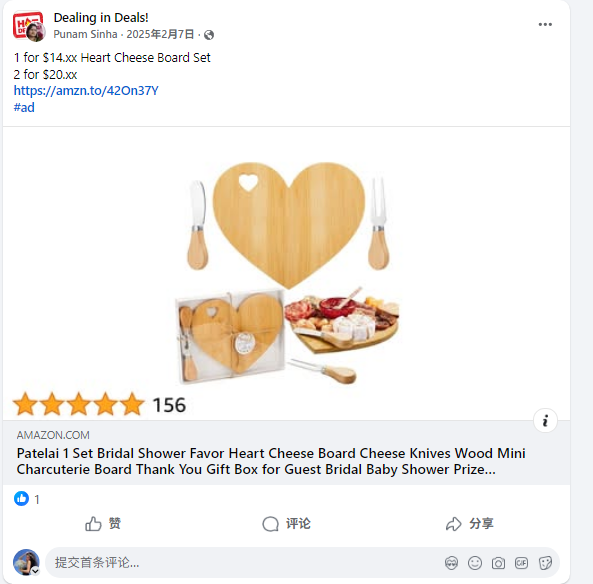 Dealing in Deals!
Punam Sinha · 2025年2月7日 ·
1 for $14.xx Heart Cheese Board Set
2 for $20.xx
https://amzn.to/42On37Y
#ad
156
AMAZON.COM
Patelai 1 Set Bridal Shower Favor Heart Cheese Board Cheese Knives Wood Mini
Charcuterie Board Thank You Gift Box for Guest Bridal Baby Shower Prize...
1
赞
评论
分享
提交首条评论...
GIF